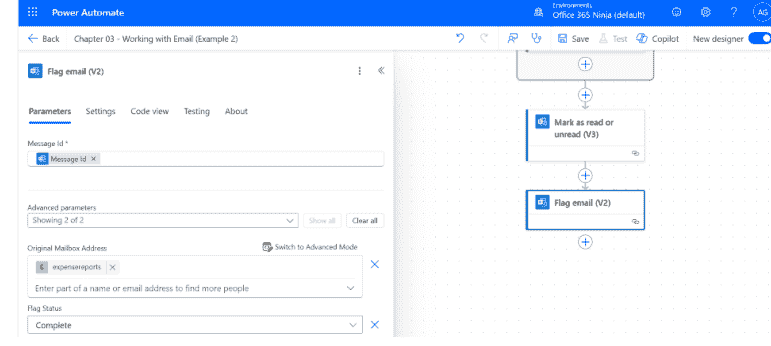 Power Automate
Environments
Office 365 Ninja (default)
AG
Back
Chapter 03 - Working with Email (Example 2)
Save
Test
Copilot
New designer
Flag email (V2)
Parameters
Settings
Code view
Testing
About
Message Id *
Message Id
Advanced parameters
Showing 2 of 2
Show all
Clear all
Original Mailbox Address
Switch to Advanced Mode
E
expensereports
Enter part of a name or email address to find more people
Flag Status
Complete
Mark as read or
unread (V3)
Flag email (V2)